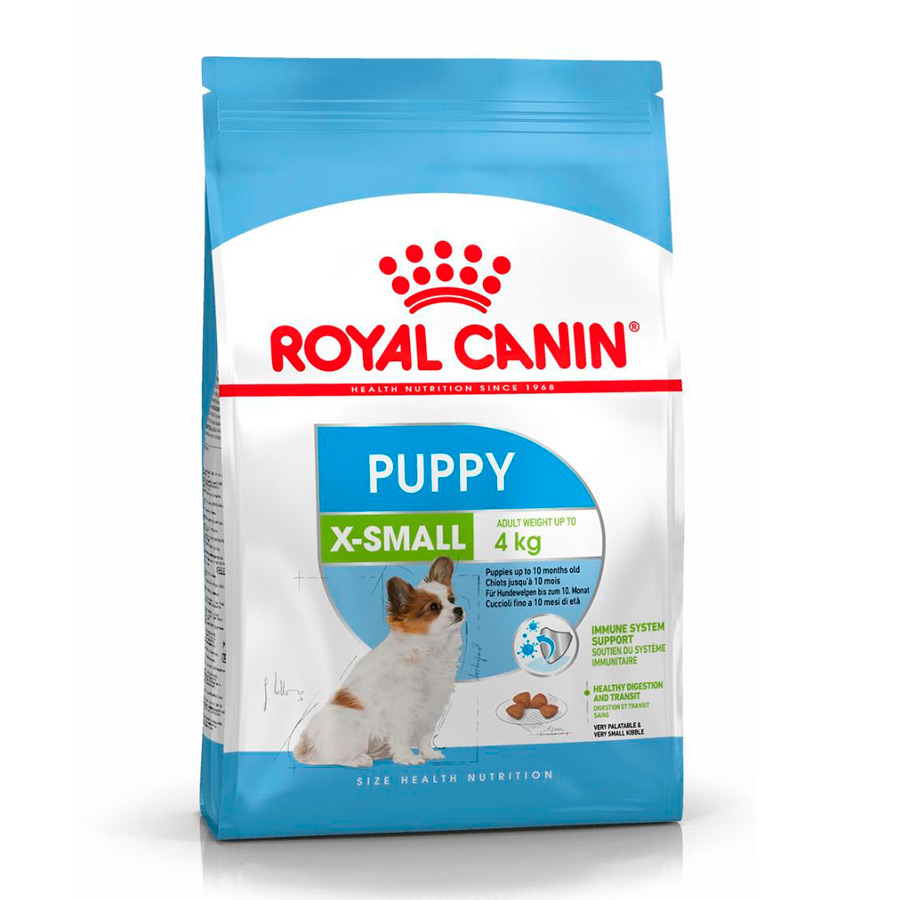 ROYAL CANIN®
HEALTH NUTRITION SINCE 1968
PUPPY
X-SMALL
ADULT WEIGHT UP TO
4 kg
Puppies up to 10 months old
Chiots jusqu'à 10 mois
Für Hundewelpen bis zum 10. Monat
Cuccioli fino a 10 mesi di età
IMMUNE SYSTEM
SUPPORT
SOUTIEN DU SYSTÈME
IMMUNITAIRE
HEALTHY DIGESTION
AND TRANSIT
DIGESTION ET TRANSIT
SAINS
VERY PALATABLE &
VERY SMALL KIBBLE
SIZE HEALTH NUTRITION